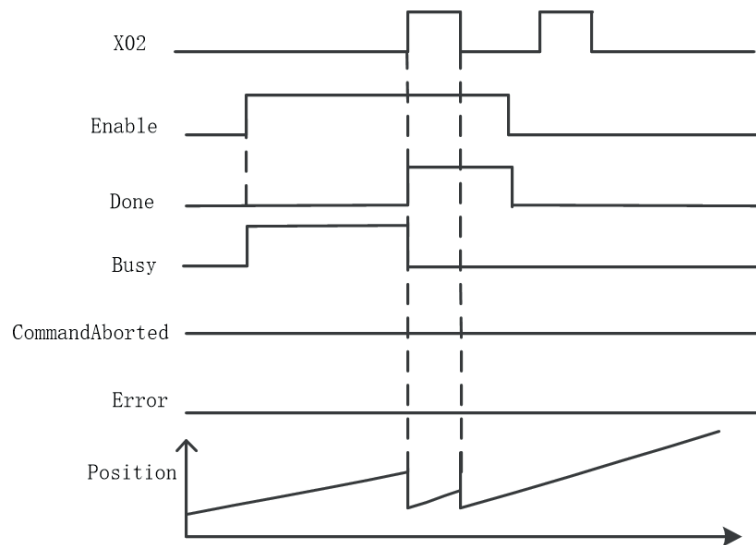 X02
Enable
Done
Busy
CommandAborted
Error
Position